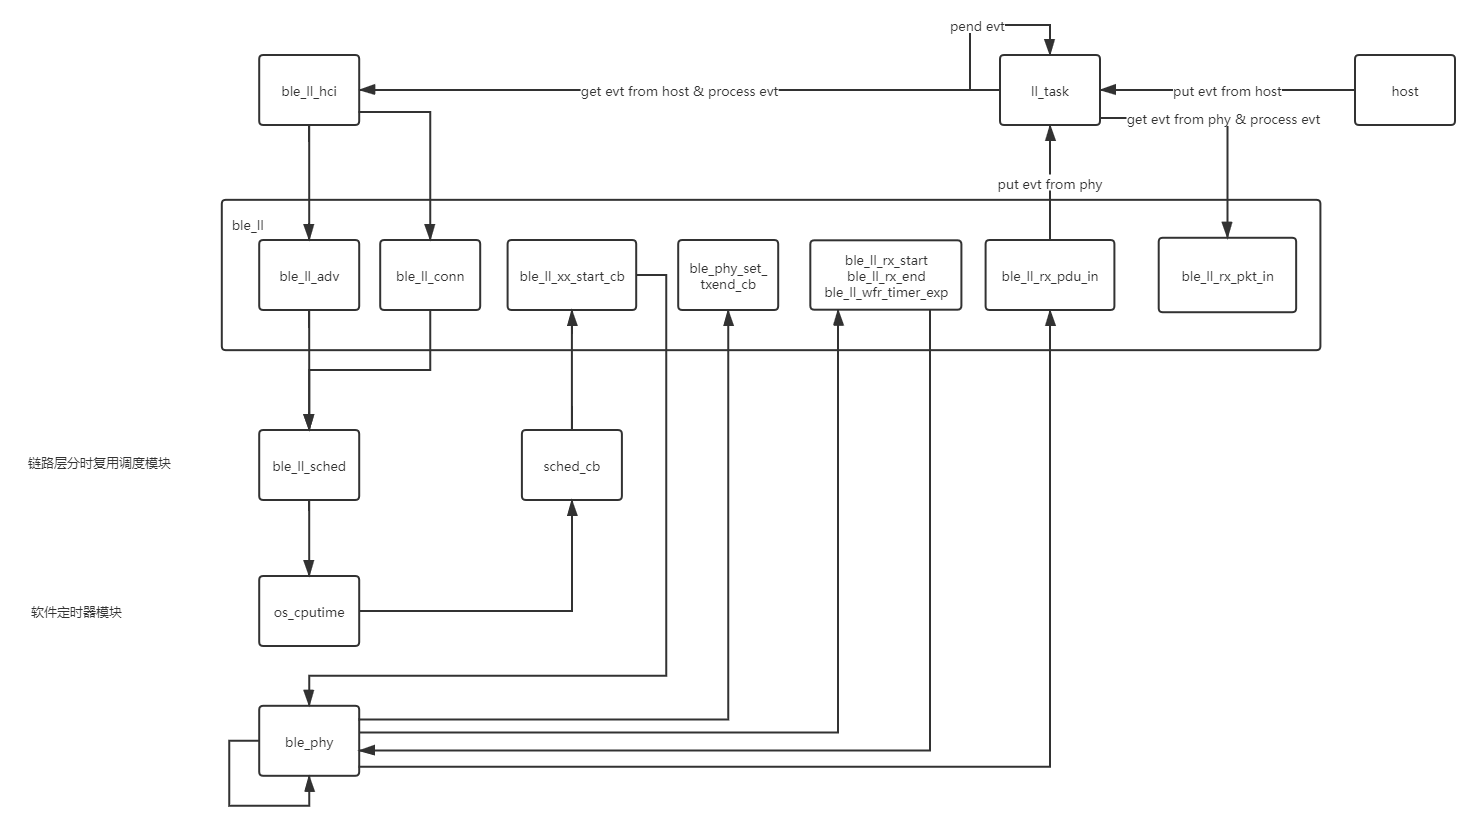 pend evt
ble_ll_hci
get evt from host & process evt
ll_task
put evt from host
host
get evt from phy & process evt
put evt from phy
ble_ll
ble_ll_adv
ble_ll_conn
ble_ll_xx_start_cb
ble_phy_set_
txend_cb
ble_ll_rx_start
ble_ll_rx_end
ble_ll_wfr_timer_exp
ble_ll_rx_pdu_in
ble_ll_rx_pkt_in
链路层分时复用调度模块
ble_ll_sched
sched_cb
软件定时器模块
os_cputime
ble_phy